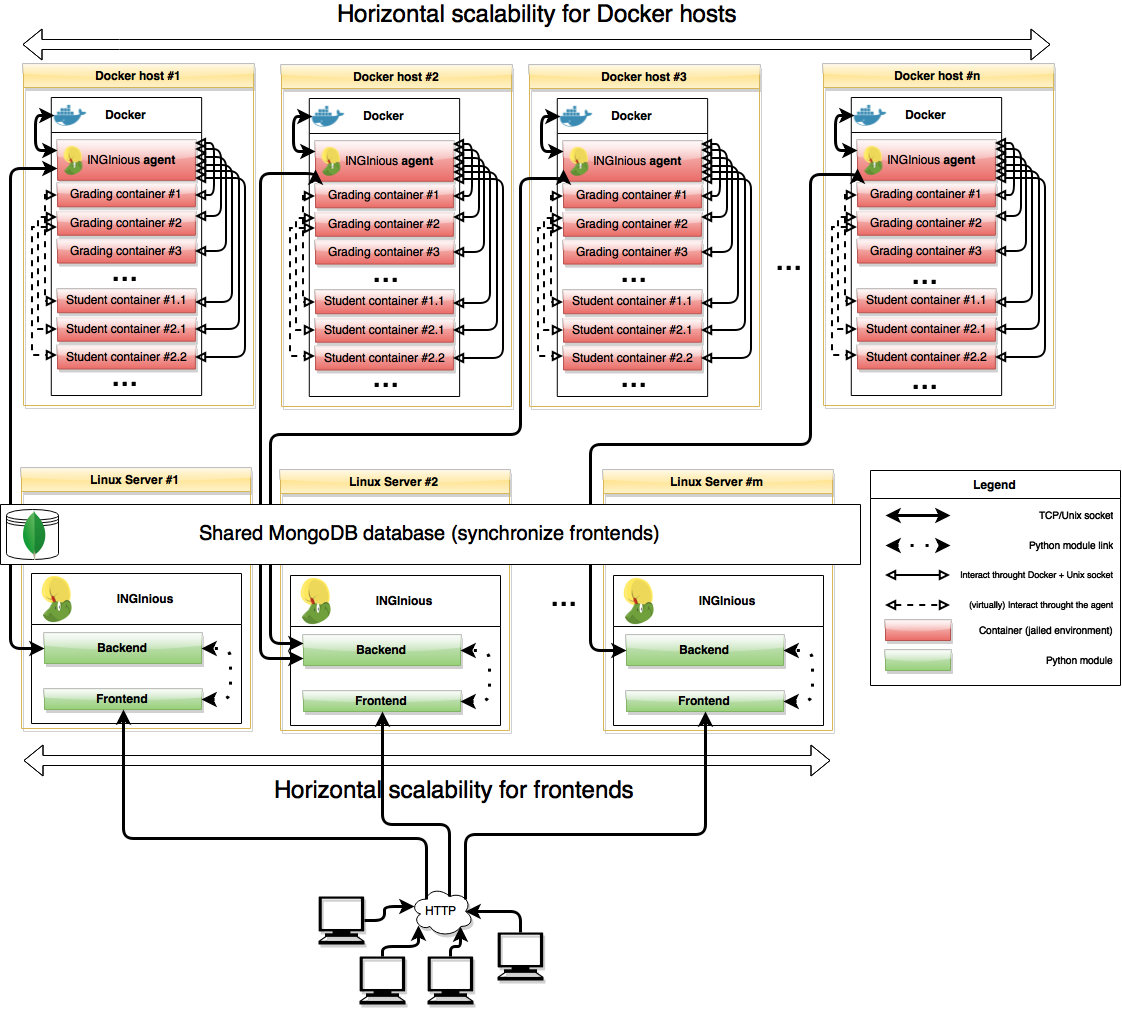 Horizontal scalability for Docker hosts
Docker host #1
Docker
INGInious agent
Grading container #1
Grading container #2
Grading container #3
...
Student container #1.1
Student container #2.1
Student container #2.2
...
Docker host #2
Docker
INGInious agent
Grading container #1
Grading container #2
Grading container #3
...
Student container #1.1
Student container #2.1
Student container #2.2
...
Docker host #3
Docker
INGInious agent
Grading container #1
Grading container #2
Grading container #3
...
Student container #1.1
Student container #2.1
Student container #2.2
...
...
Docker host #n
Docker
INGInious agent
Grading container #1
Grading container #2
Grading container #3
...
Student container #1.1
Student container #2.1
Student container #2.2
...
Linux Server #1
Linux Server #2
Linux Server #m
Shared MongoDB database (synchronize frontends)
INGInious
Backend
Frontend
INGInious
Backend
Frontend
...
INGInious
Backend
Frontend
Legend
TCP/Unix socket
Python module link
Interact throught Docker + Unix socket
(virtually) Interact throught the agent
Container (jailed environment)
Python module
Horizontal scalability for frontends
HTTP